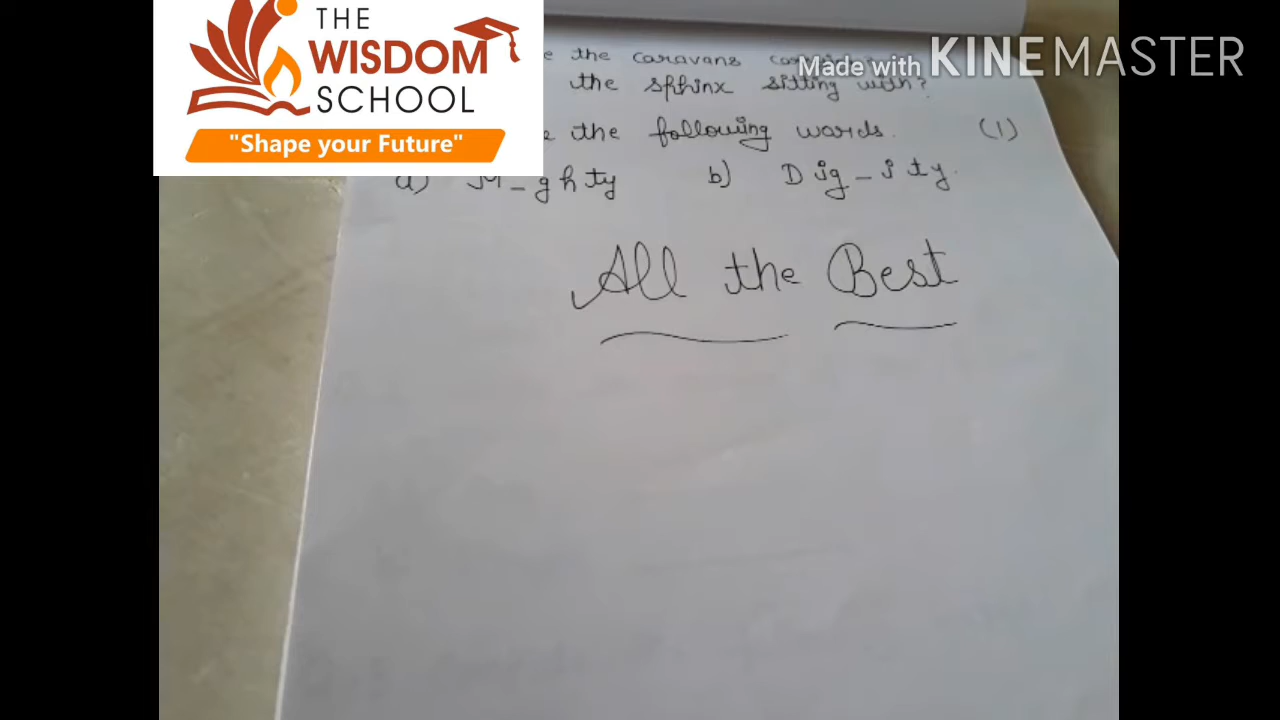 THE
WISDOM
SCHOOL
"Shape your Future"
Made with KINEMASTER
e the caravans
the sphinx sitting with?
e the following words. (1)
a) M_ghty b) Dig_ity.
All the Best